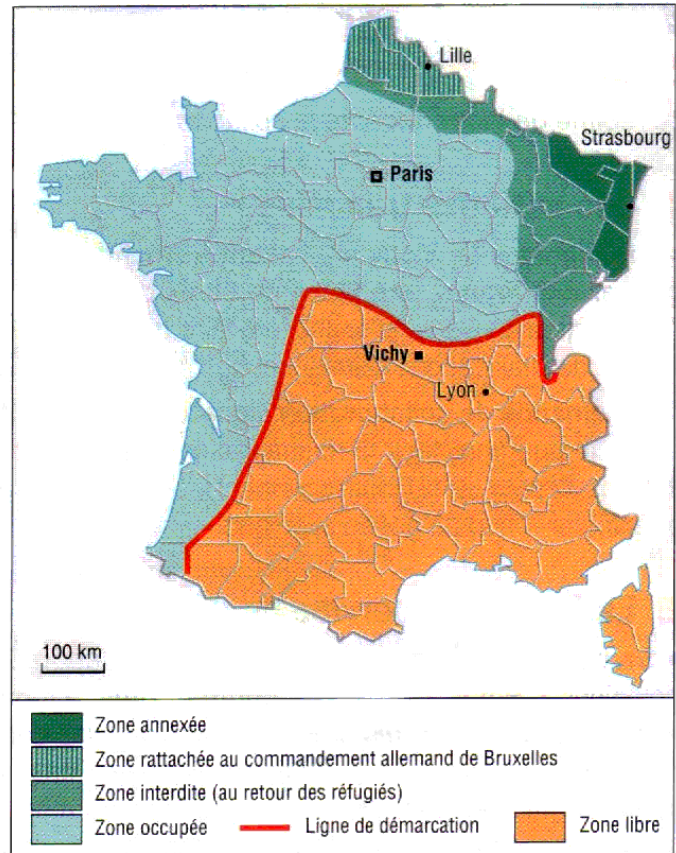 Lille
Strasbourg
Paris
Vichy
Lyon
100 km
Zone annexée
Zone rattachée au commandement allemand de Bruxelles
Zone interdite (au retour des réfugiés)
Zone occupée Ligne de démarcation Zone libre